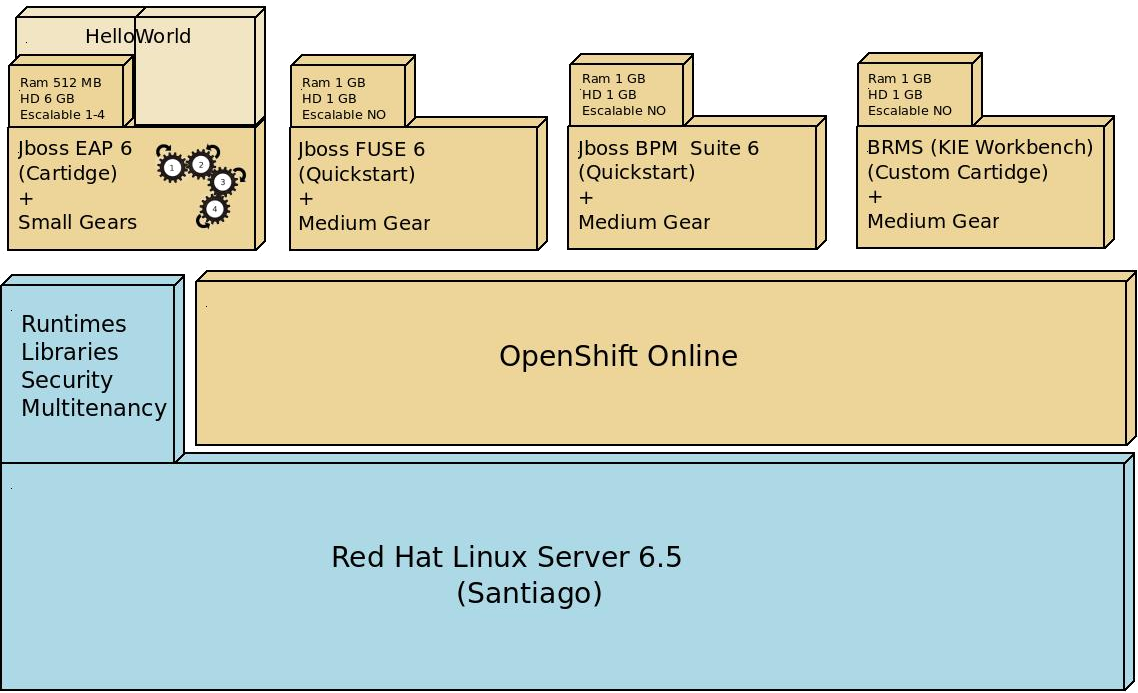 HelloWorld
Ram 512 MB
HD 6 GB
Escalable 1-4
Jboss EAP 6
(Cartidge)
+
Small Gears
1
2
3
4
Ram 1 GB
HD 1 GB
Escalable NO
Jboss FUSE 6
(Quickstart)
+
Medium Gear
Ram 1 GB
HD 1 GB
Escalable NO
Jboss BPM  Suite 6
(Quickstart)
+
Medium Gear
Ram 1 GB
HD 1 GB
Escalable NO
BRMS (KIE Workbench)
(Custom Cartidge)
+
Medium Gear
Runtimes
Libraries
Security
Multitenancy
OpenShift Online
Red Hat Linux Server 6.5
(Santiago)